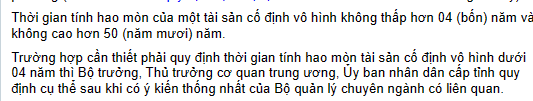 Thời gian tính hao mòn của một tài sản cố định vô hình không thấp hơn 04 (bốn) năm và
không cao hơn 50 (năm mươi) năm.
Trường hợp cần thiết phải quy định thời gian tính hao mòn tài sản cố định vô hình dưới
04 năm thì Bộ trưởng, Thủ trưởng cơ quan trung ương, Ủy ban nhân dân cấp tỉnh quy
định cụ thể sau khi có ý kiến thống nhất của Bộ quản lý chuyên ngành có liên quan.